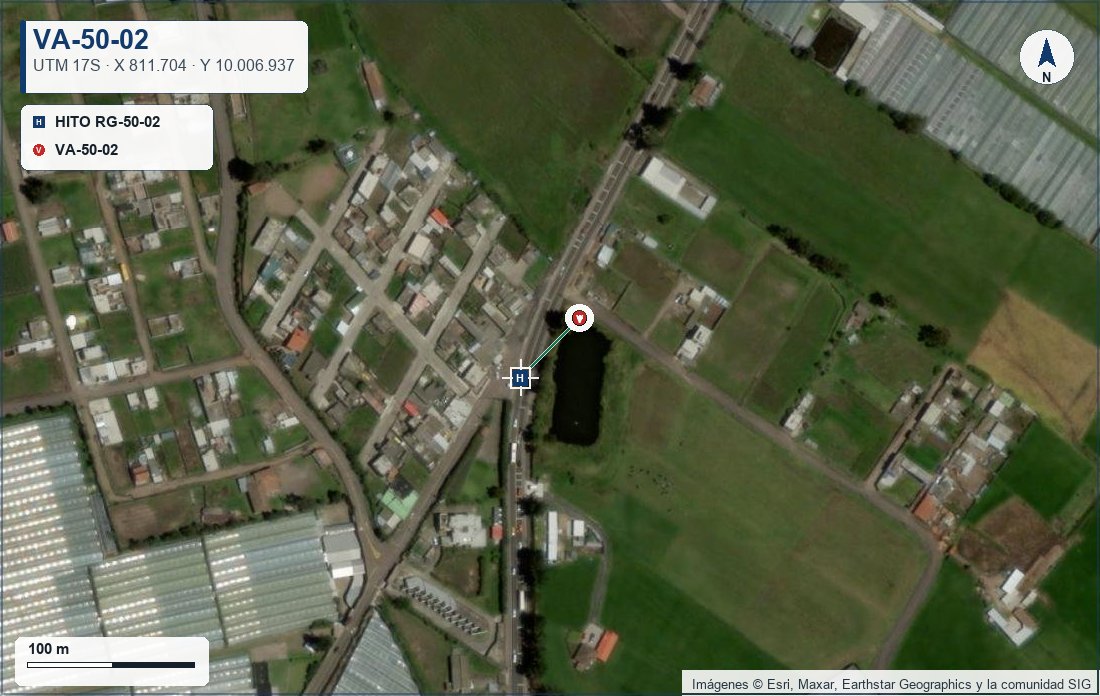 VA-50-02
UTM 17S · X 811.704 · Y 10.006.937
N
H HITO RG-50-02
V VA-50-02
V
H
100 m
Imágenes © Esri, Maxar, Earthstar Geographics y la comunidad SIG